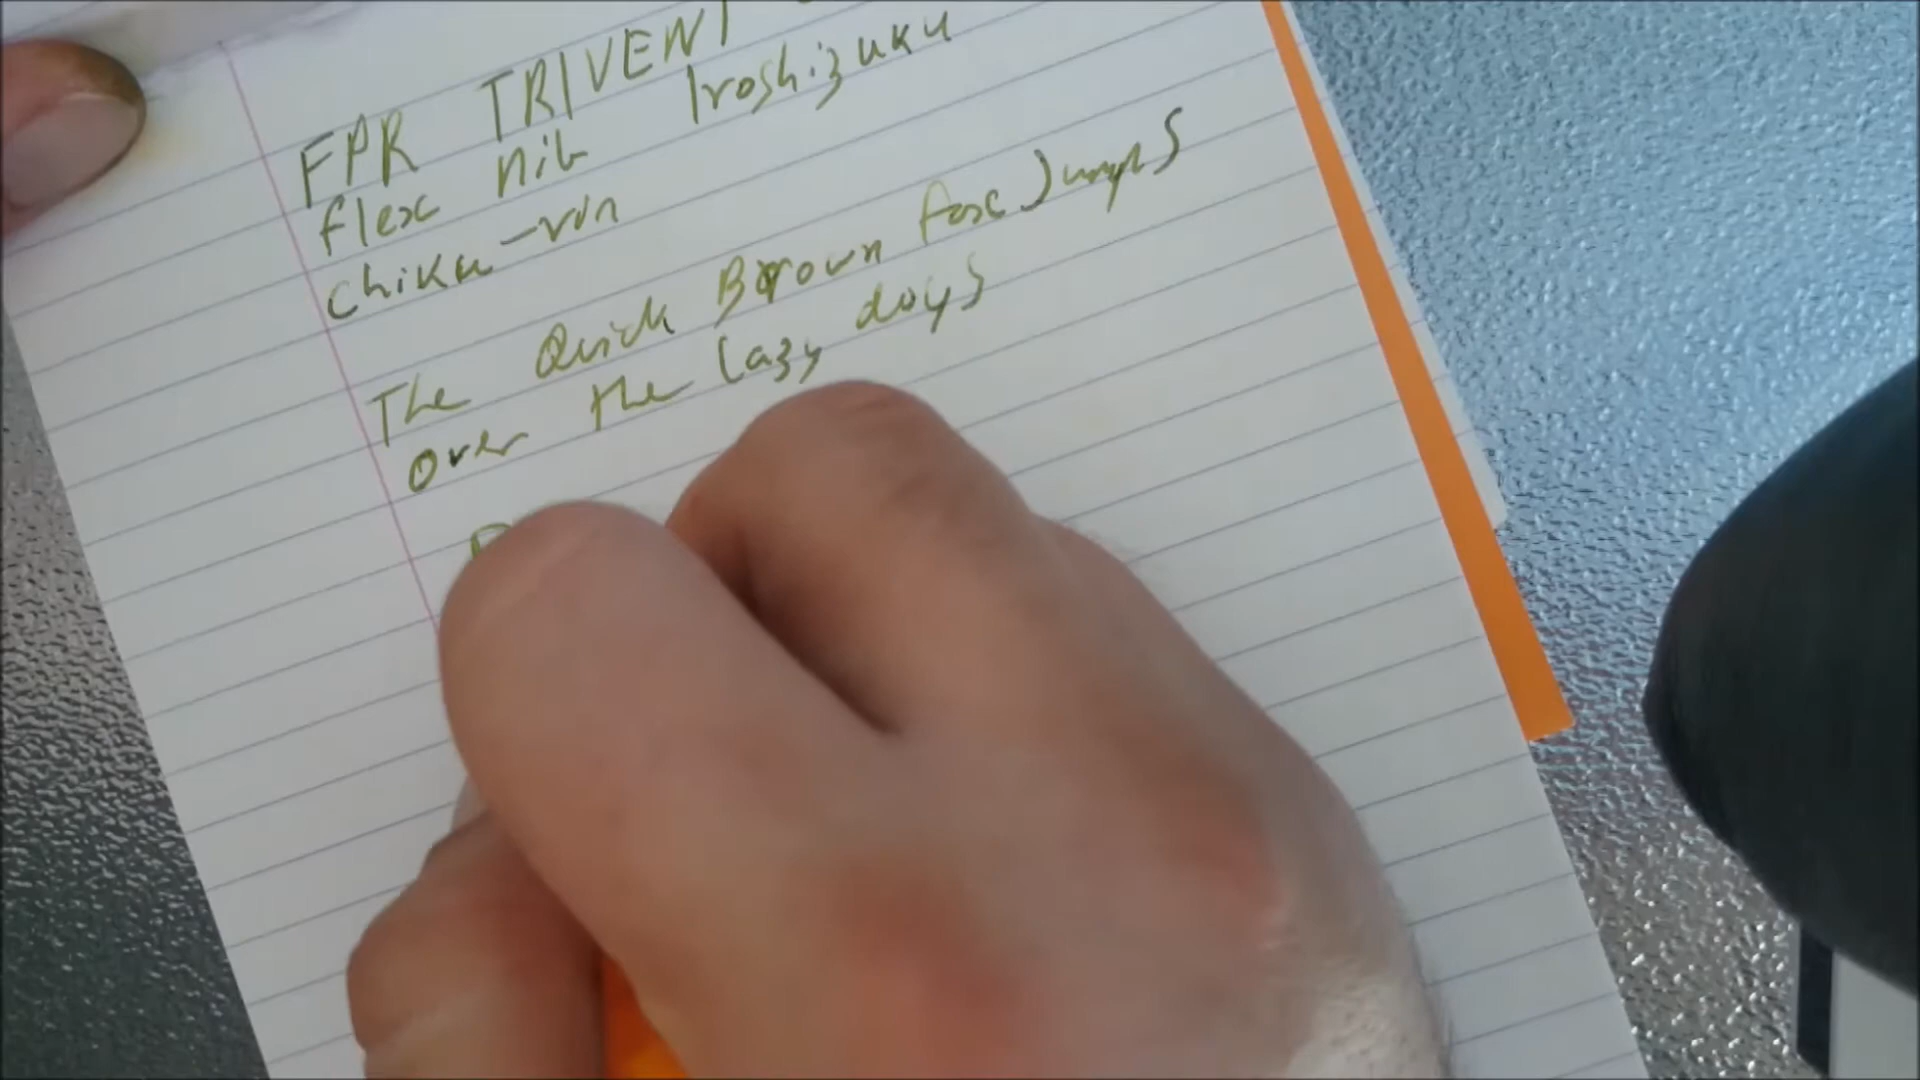 FPR TRIVENI
flex nib Iroshizuku
chiku-rin
The Quick Brown fox Jumps
over the lazy dogs